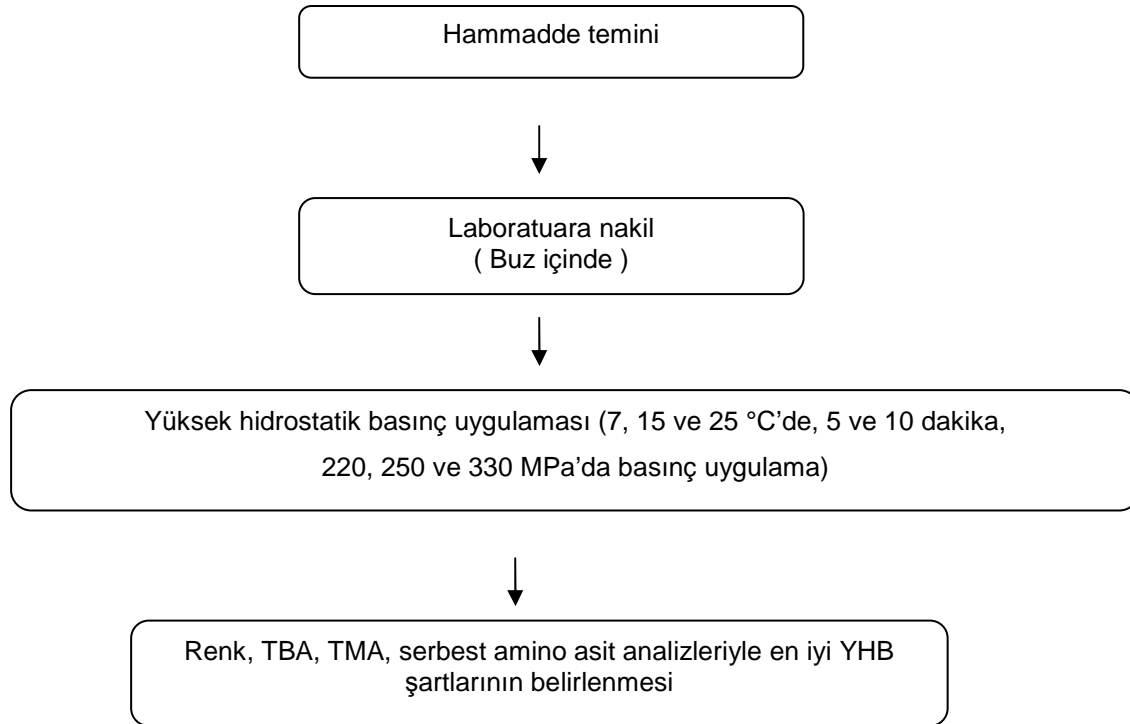 Hammadde temini
Laboratuara nakil
( Buz içinde )
Yüksek hidrostatik basınç uygulaması (7, 15 ve 25 °C’de, 5 ve 10 dakika,
220, 250 ve 330 MPa’da basınç uygulama)
Renk, TBA, TMA, serbest amino asit analizleriyle en iyi YHB
şartlarının belirlenmesi